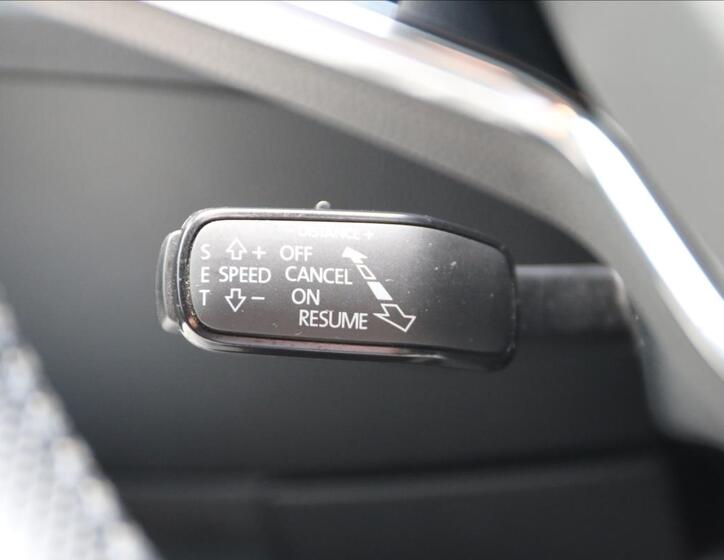 - DISTANCE +
S + OFF
E SPEED CANCEL
T - ON
RESUME